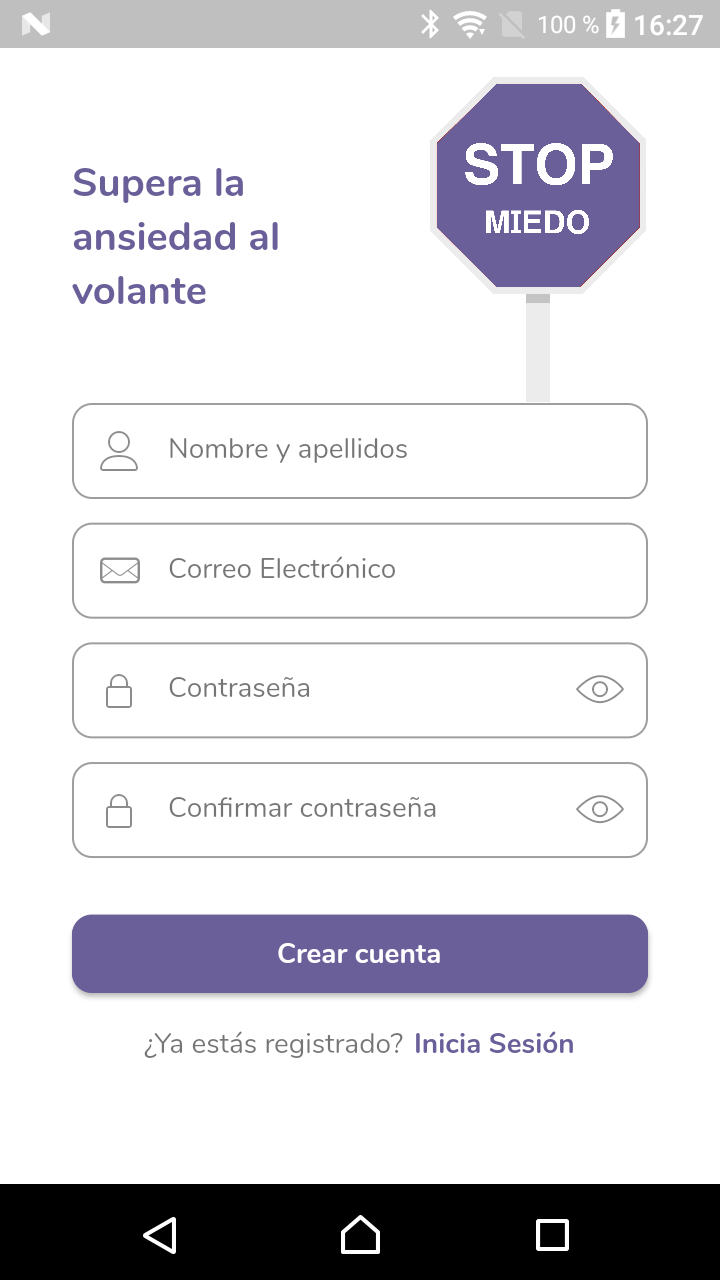 100 % 16:27
Supera la
ansiedad al
volante
STOP
MIEDO
Nombre y apellidos
Correo Electrónico
Contraseña
Confirmar contraseña
Crear cuenta
¿Ya estás registrado? Inicia Sesión